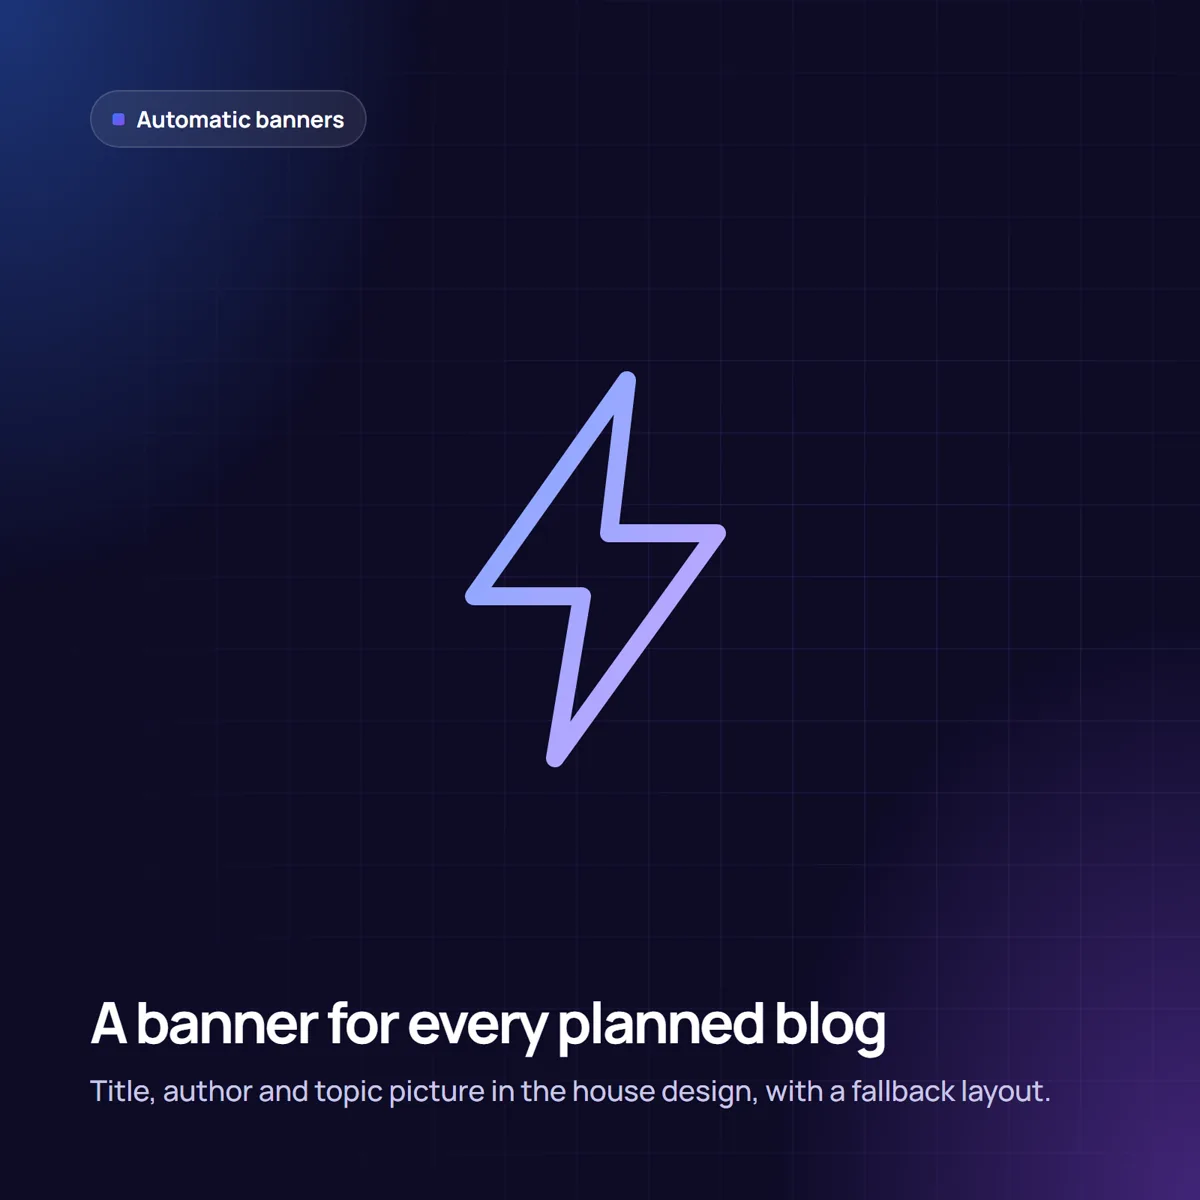 Automatic banners
A banner for every planned blog
Title, author and topic picture in the house design, with a fallback layout.